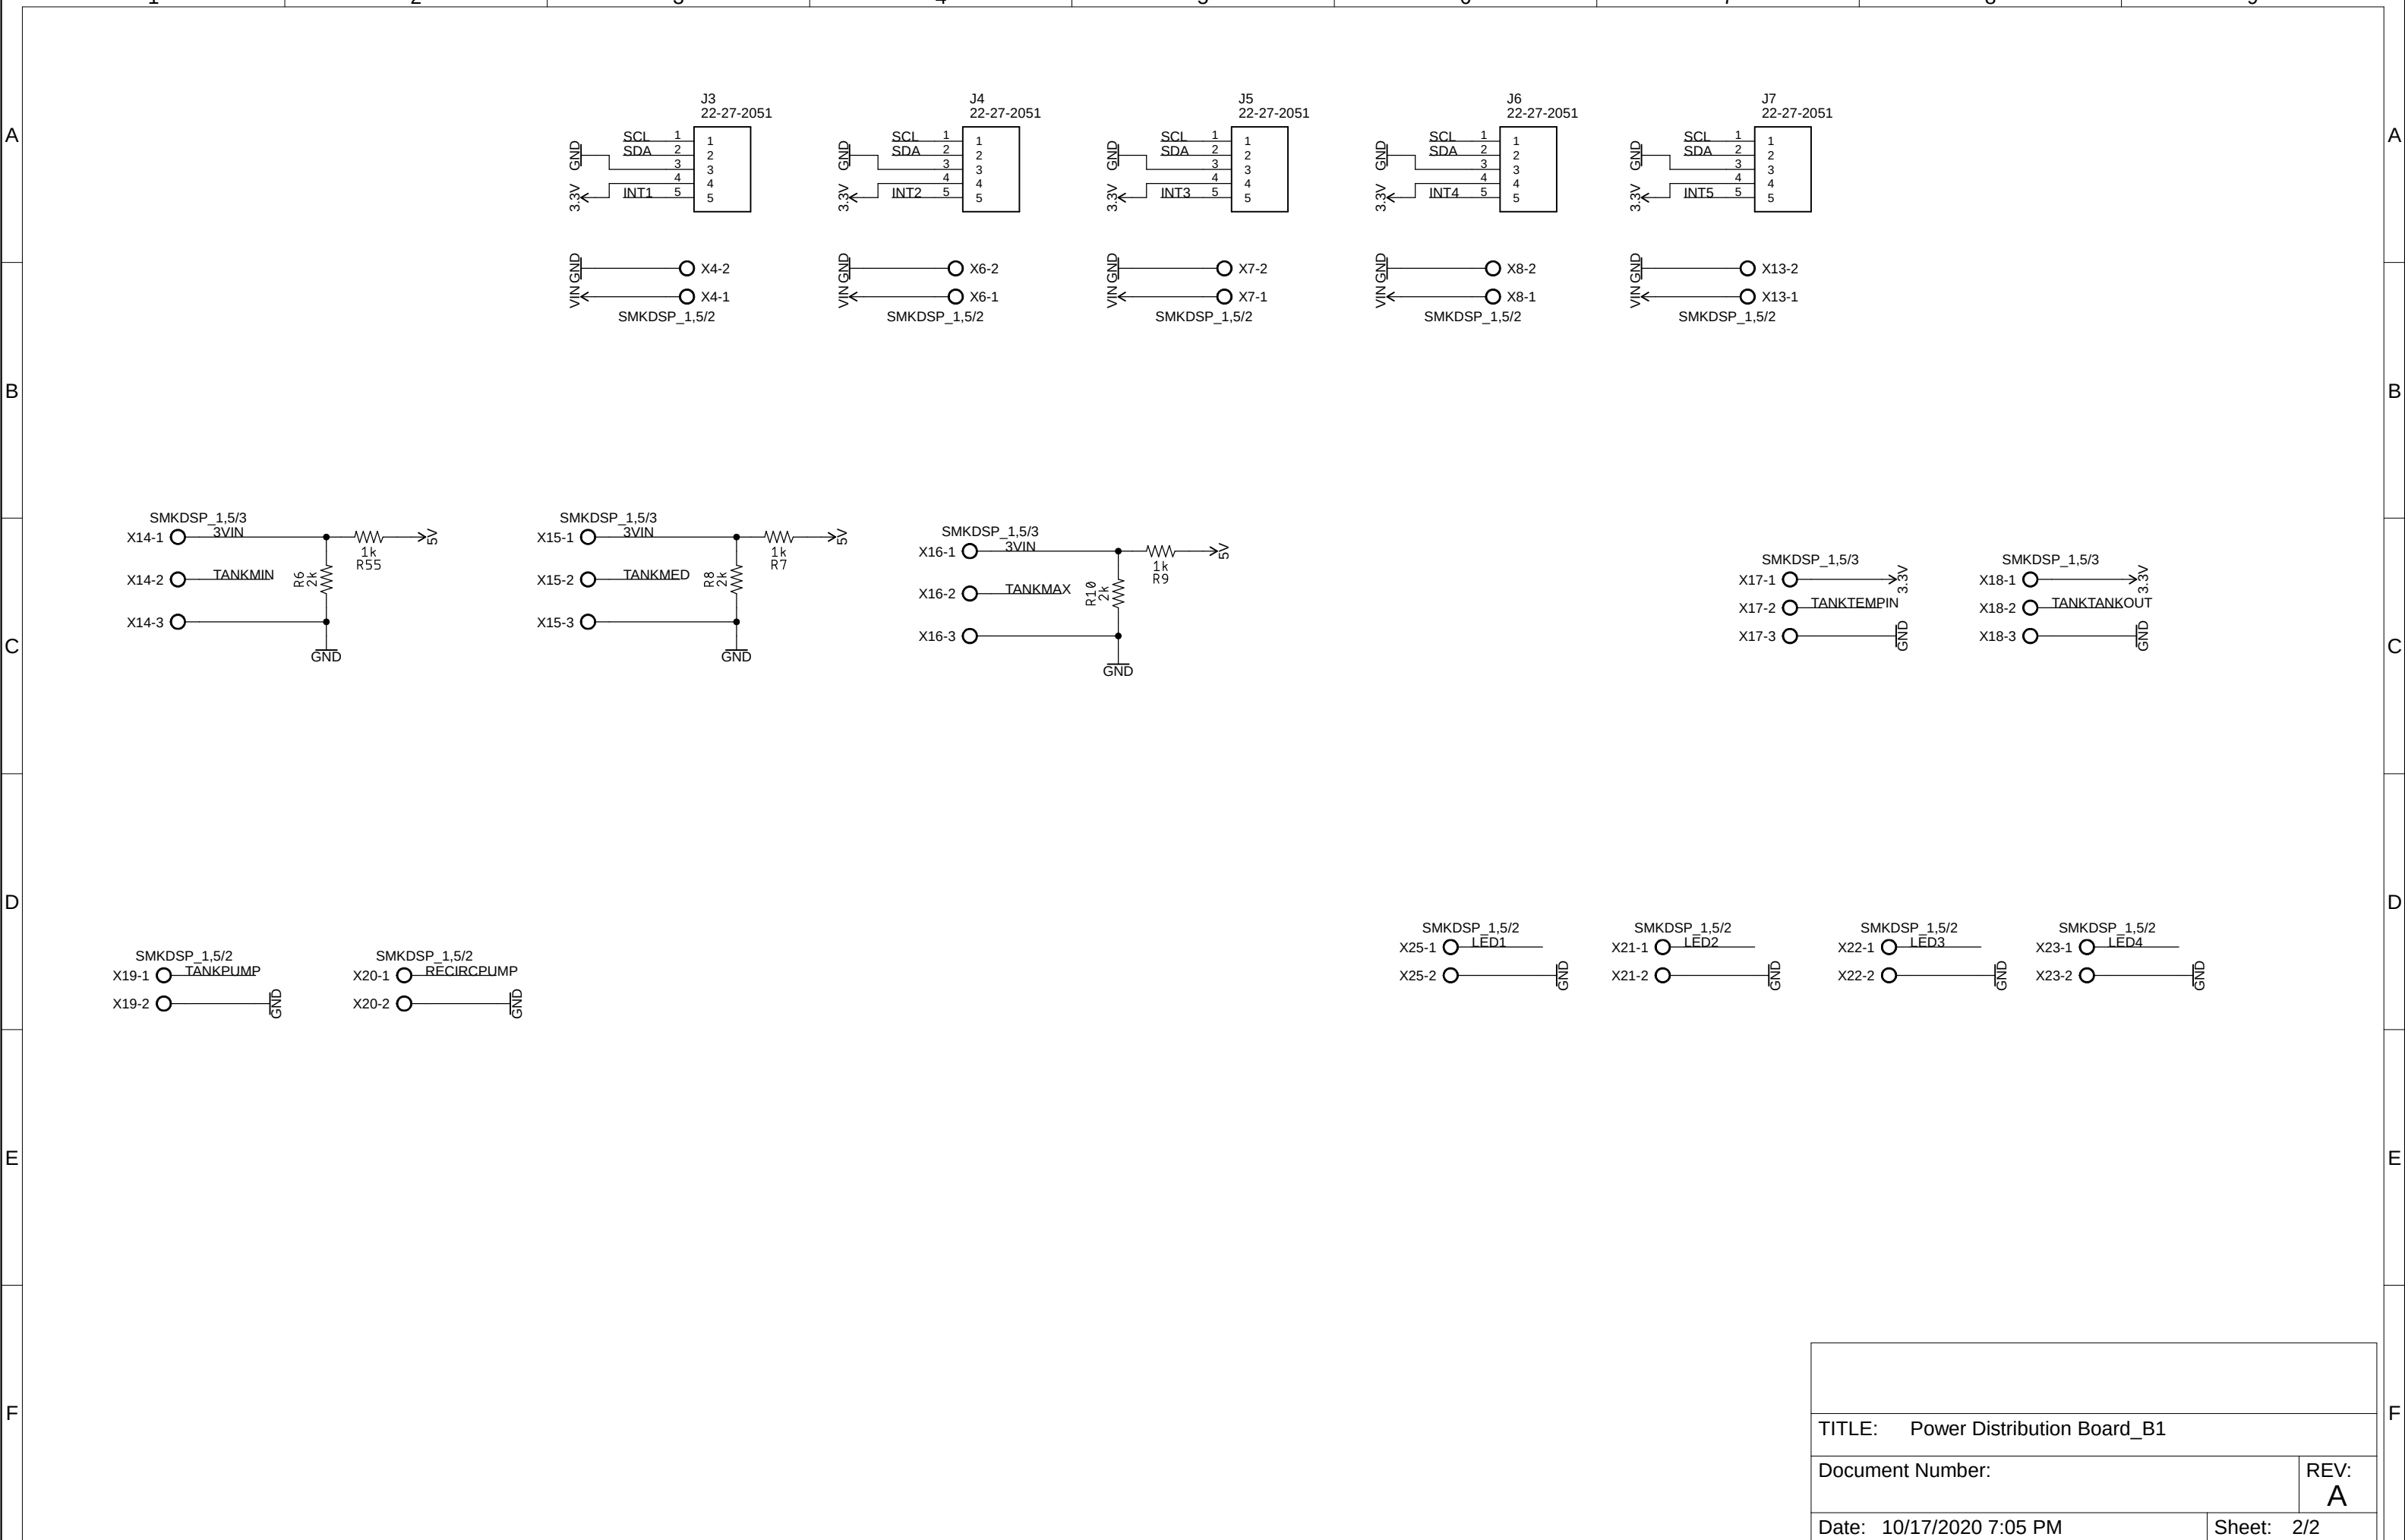 1 2 3 4 5 6 7 8 9
A A
J3
22-27-2051
SCL 1 1
SDA 2 2
GND 3 3
4 4
3.3V INT1 5 5
J4
22-27-2051
SCL 1 1
SDA 2 2
GND 3 3
4 4
3.3V INT2 5 5
J5
22-27-2051
SCL 1 1
SDA 2 2
GND 3 3
4 4
3.3V INT3 5 5
J6
22-27-2051
SCL 1 1
SDA 2 2
GND 3 3
4 4
3.3V INT4 5 5
J7
22-27-2051
SCL 1 1
SDA 2 2
GND 3 3
4 4
3.3V INT5 5 5
GND X4-2
VIN X4-1
SMKDSP_1,5/2
GND X6-2
VIN X6-1
SMKDSP_1,5/2
GND X7-2
VIN X7-1
SMKDSP_1,5/2
GND X8-2
VIN X8-1
SMKDSP_1,5/2
GND X13-2
VIN X13-1
SMKDSP_1,5/2
B B
SMKDSP_1,5/3
X14-1 3VIN 5V
1k
R55
X14-2 TANKMIN R6 2k
X14-3
GND
SMKDSP_1,5/3
X15-1 3VIN 5V
1k
R7
X15-2 TANKMED R8 2k
X15-3
GND
SMKDSP_1,5/3
X16-1 3VIN 5V
1k
R9
X16-2 TANKMAX R10 2k
X16-3
GND
SMKDSP_1,5/3
X17-1 3.3V
X17-2 TANKTEMPIN
X17-3 GND
SMKDSP_1,5/3
X18-1 3.3V
X18-2 TANKTANKOUT
X18-3 GND
C C
D D
SMKDSP_1,5/2
X19-1 TANKPUMP
X19-2 GND
SMKDSP_1,5/2
X20-1 RECIRCPUMP
X20-2 GND
SMKDSP_1,5/2
X25-1 LED1
X25-2 GND
SMKDSP_1,5/2
X21-1 LED2
X21-2 GND
SMKDSP_1,5/2
X22-1 LED3
X22-2 GND
SMKDSP_1,5/2
X23-1 LED4
X23-2 GND
E E
F F
TITLE: Power Distribution Board_B1
Document Number:
REV:
A
Date: 10/17/2020 7:05 PM
Sheet: 2/2